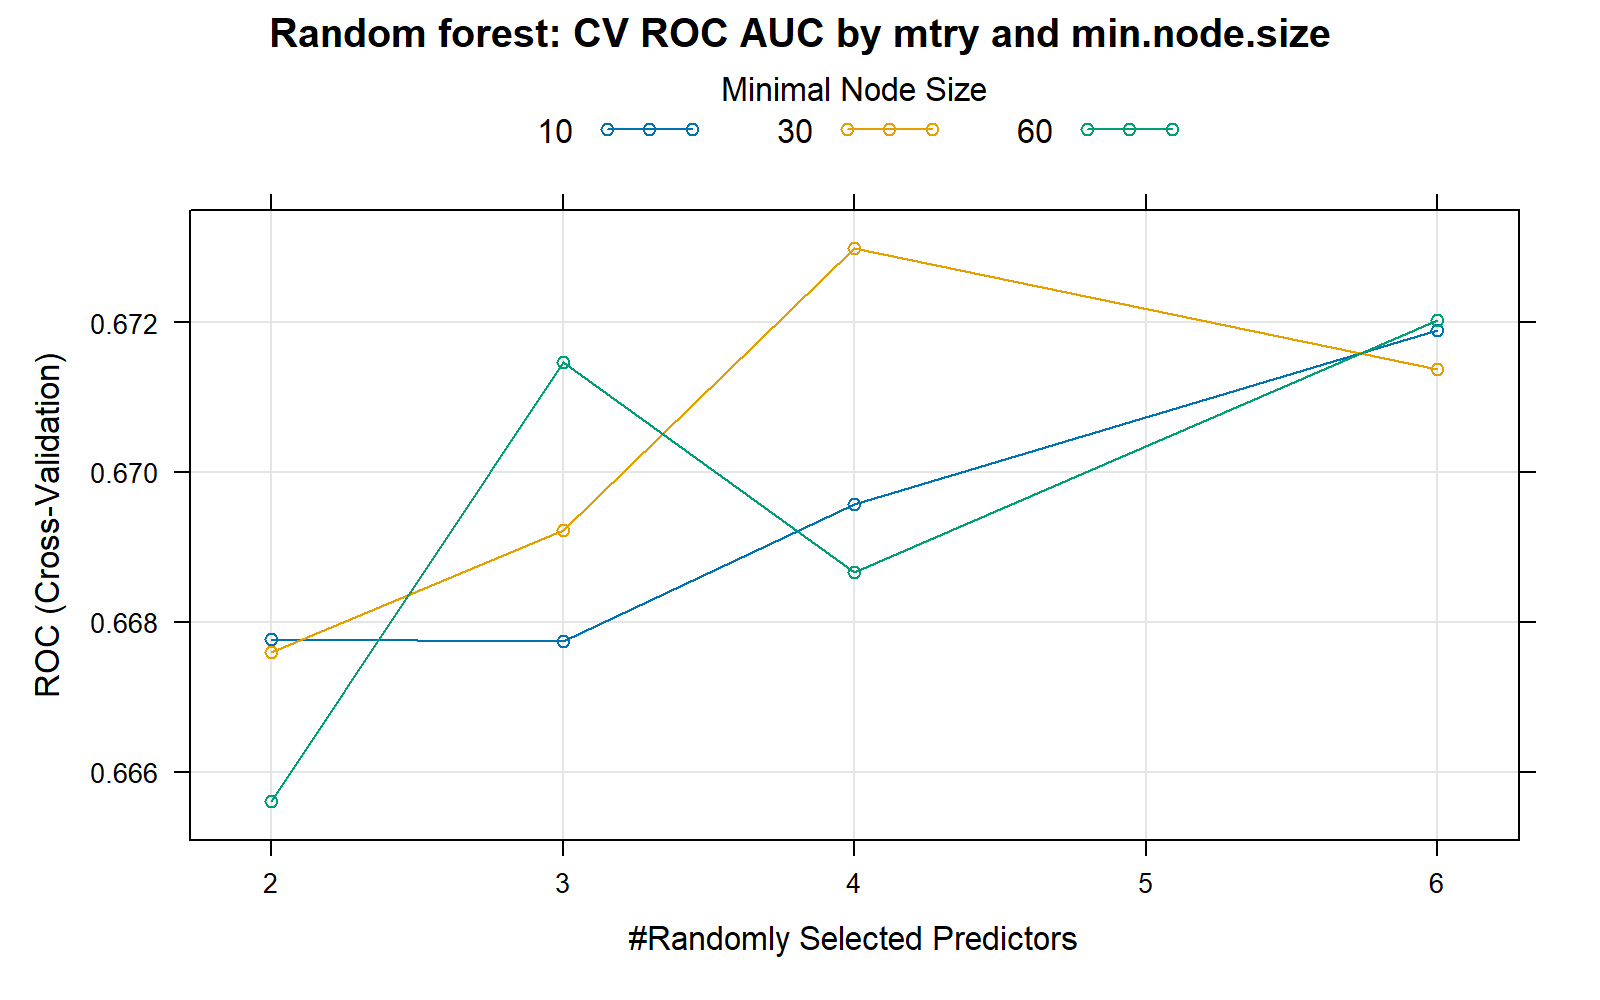 Random forest: CV ROC AUC by mtry and min.node.size
Minimal Node Size
10 30 60
0.672
0.670
0.668
0.666
ROC (Cross-Validation)
2 3 4 5 6
#Randomly Selected Predictors